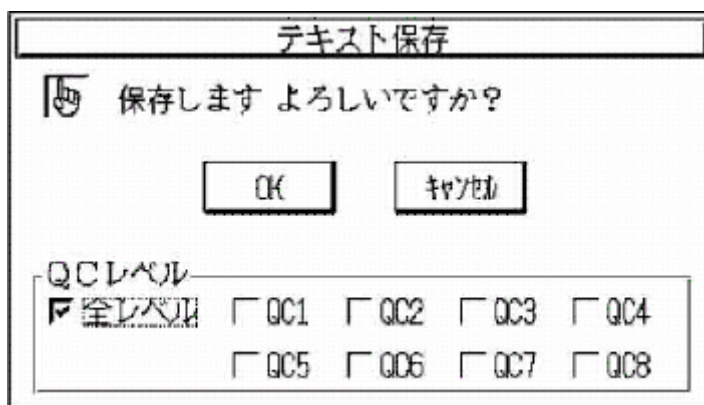 テキスト保存
保存します よろしいですか?
OK キャンセル
QCレベル
全レベル QC1 QC2 QC3 QC4
QC5 QC6 QC7 QC8